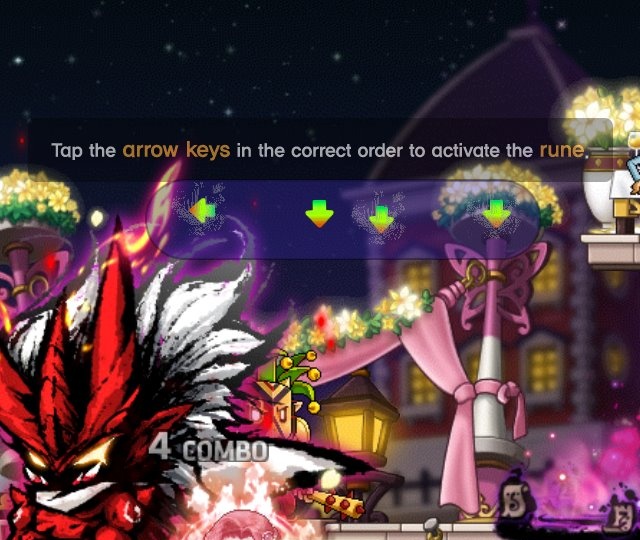 Tap the arrow keys in the correct order to activate the rune.
4 COMBO